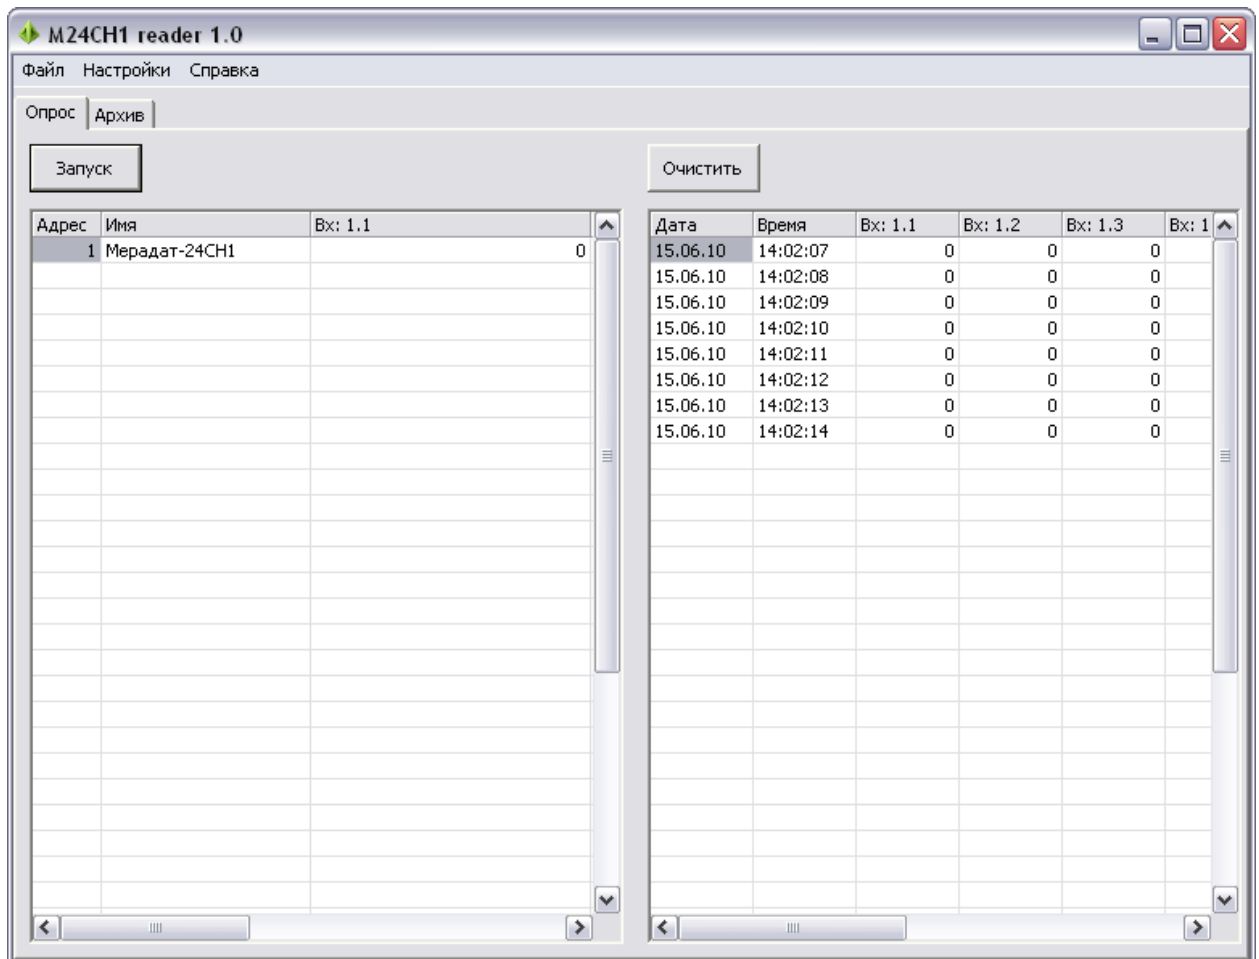 M24CH1 reader 1.0
Файл Настройки Справка
Опрос Архив
Запуск Очистить
Адрес Имя Вх: 1.1
1 Мерадат-24СН1 0
Дата Время Вх: 1.1 Вх: 1.2 Вх: 1.3 Вх: 1
15.06.10 14:02:07 0 0 0
15.06.10 14:02:08 0 0 0
15.06.10 14:02:09 0 0 0
15.06.10 14:02:10 0 0 0
15.06.10 14:02:11 0 0 0
15.06.10 14:02:12 0 0 0
15.06.10 14:02:13 0 0 0
15.06.10 14:02:14 0 0 0